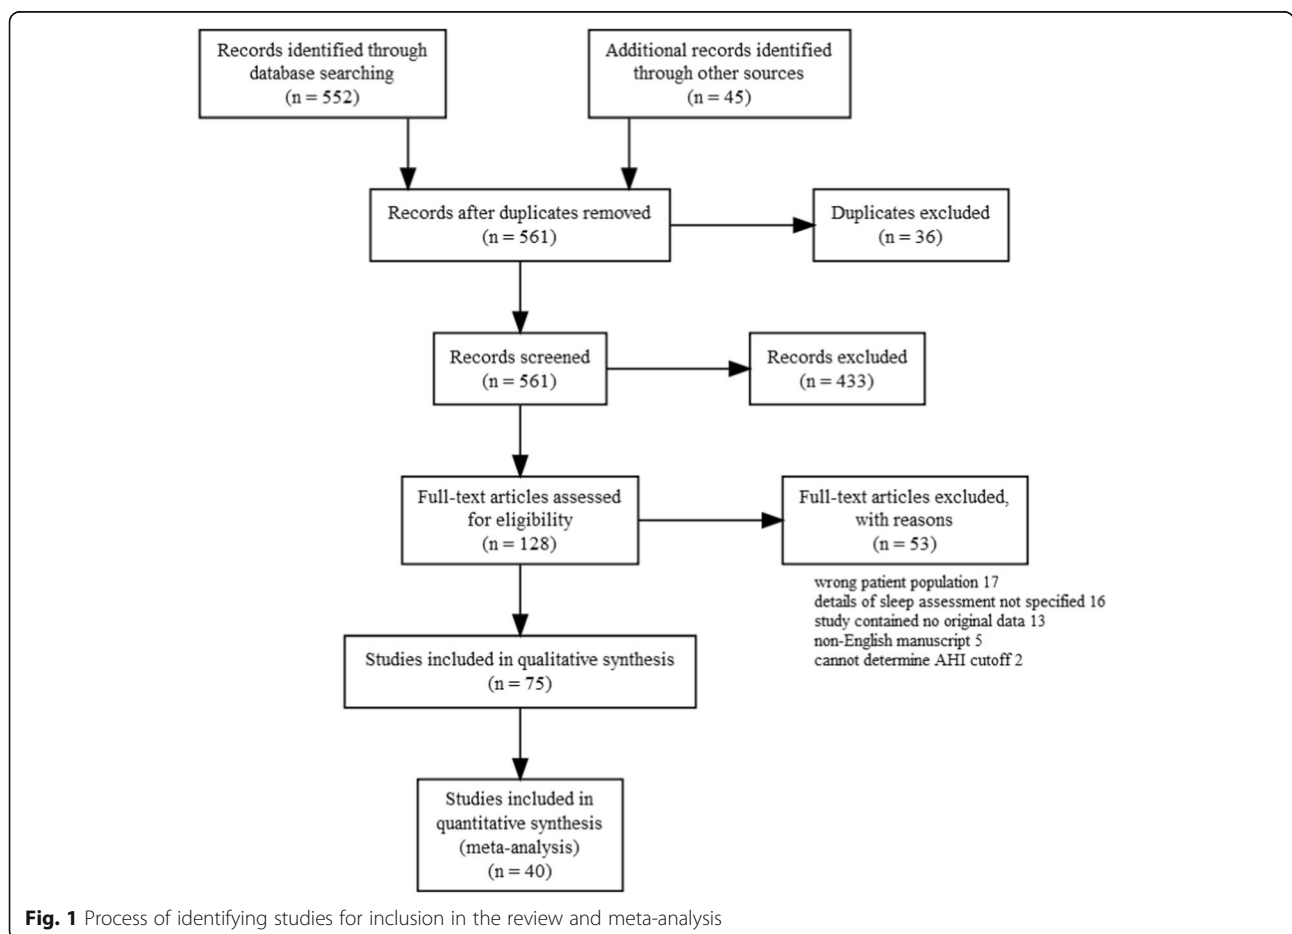 Records identified through
database searching
(n = 552)
Additional records identified
through other sources
(n = 45)
Records after duplicates removed
(n = 561)
Duplicates excluded
(n = 36)
Records screened
(n = 561)
Records excluded
(n = 433)
Full-text articles assessed
for eligibility
(n = 128)
Full-text articles excluded,
with reasons
(n = 53)
wrong patient population 17
details of sleep assessment not specified 16
study contained no original data 13
non-English manuscript 5
cannot determine AHI cutoff 2
Studies included in qualitative synthesis
(n = 75)
Studies included in
quantitative synthesis
(meta-analysis)
(n = 40)
Fig. 1 Process of identifying studies for inclusion in the review and meta-analysis